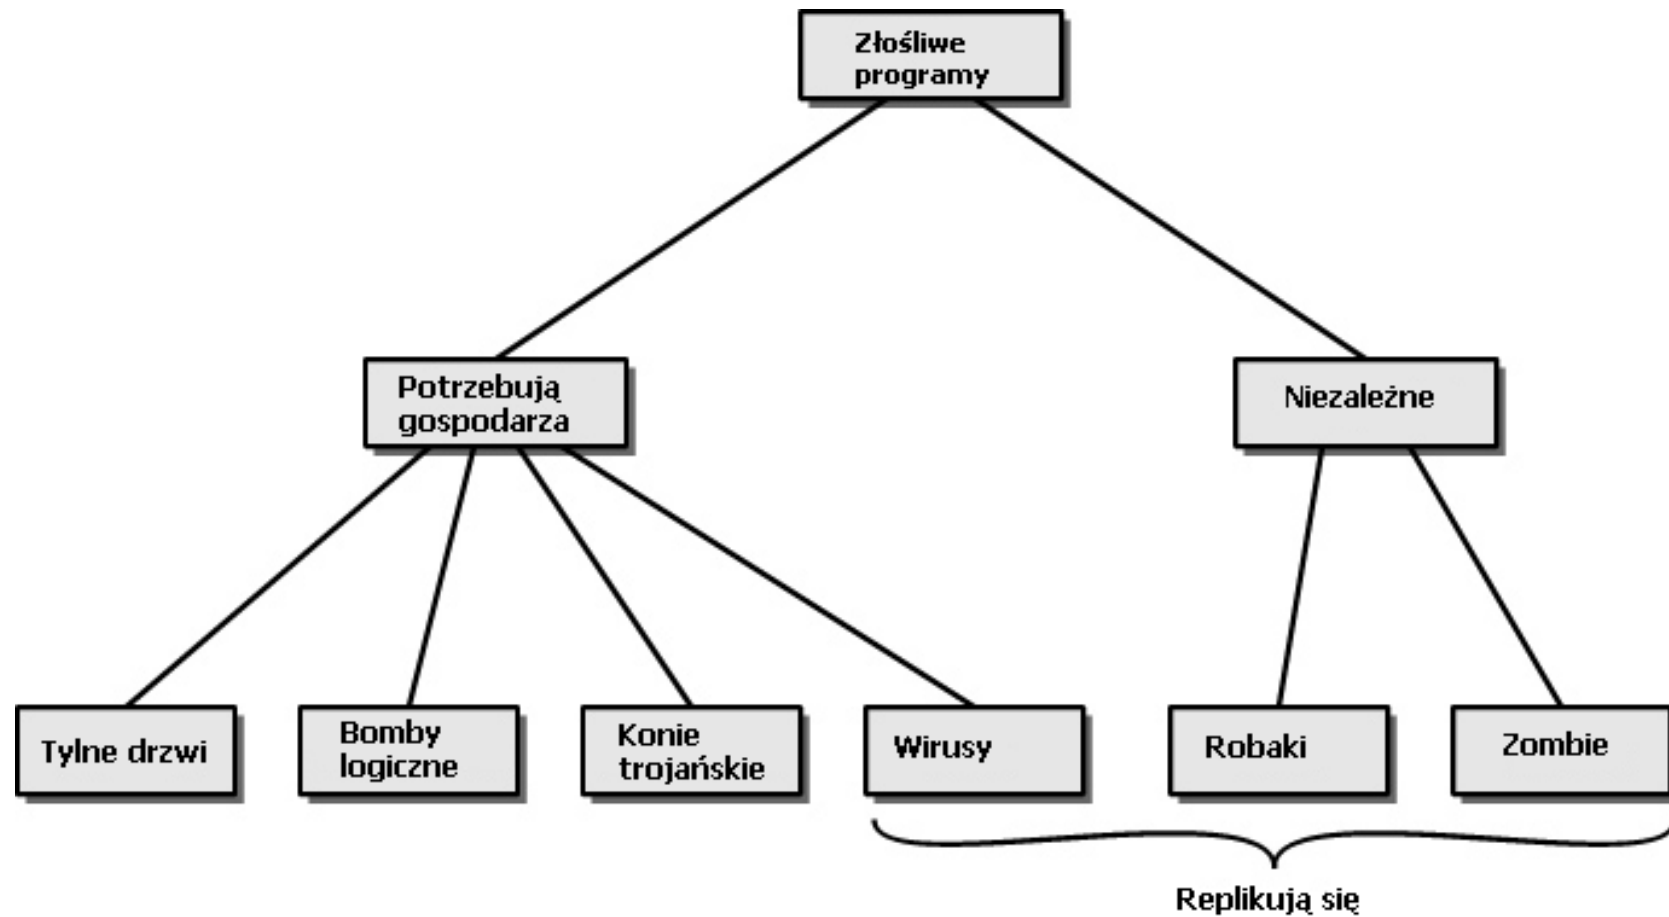 Złośliwe
programy
Potrzebują
gospodarza
Niezależne
Tylne drzwi
Bomby
logiczne
Konie
trojańskie
Wirusy
Robaki
Zombie
Replikują się